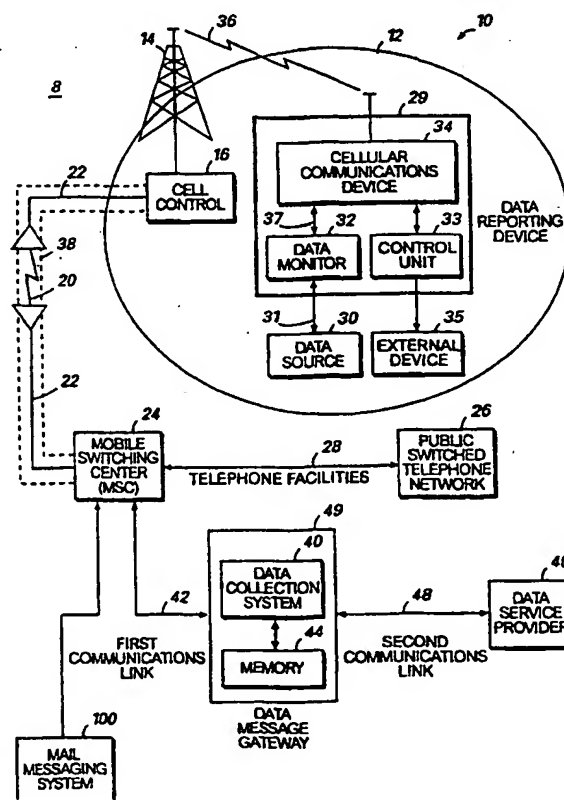 36
14
12
10
8
29
34
16
CELLULAR
COMMUNICATIONS
DEVICE
22
CELL
CONTROL
37
32
33
DATA
REPORTING
DEVICE
38
DATA
MONITOR
CONTROL
UNIT
20
31
30
35
DATA
SOURCE
EXTERNAL
DEVICE
22
24
26
MOBILE
SWITCHING
CENTER
(MSC)
28
TELEPHONE FACILITIES
PUBLIC
SWITCHED
TELEPHONE
NETWORK
49
40
DATA
COLLECTION
SYSTEM
42
48
DATA
SERVICE
PROVIDER
44
FIRST
COMMUNICATIONS
LINK
MEMORY
SECOND
COMMUNICATIONS
LINK
100
DATA
MESSAGE
GATEWAY
MAIL
MESSAGING
SYSTEM